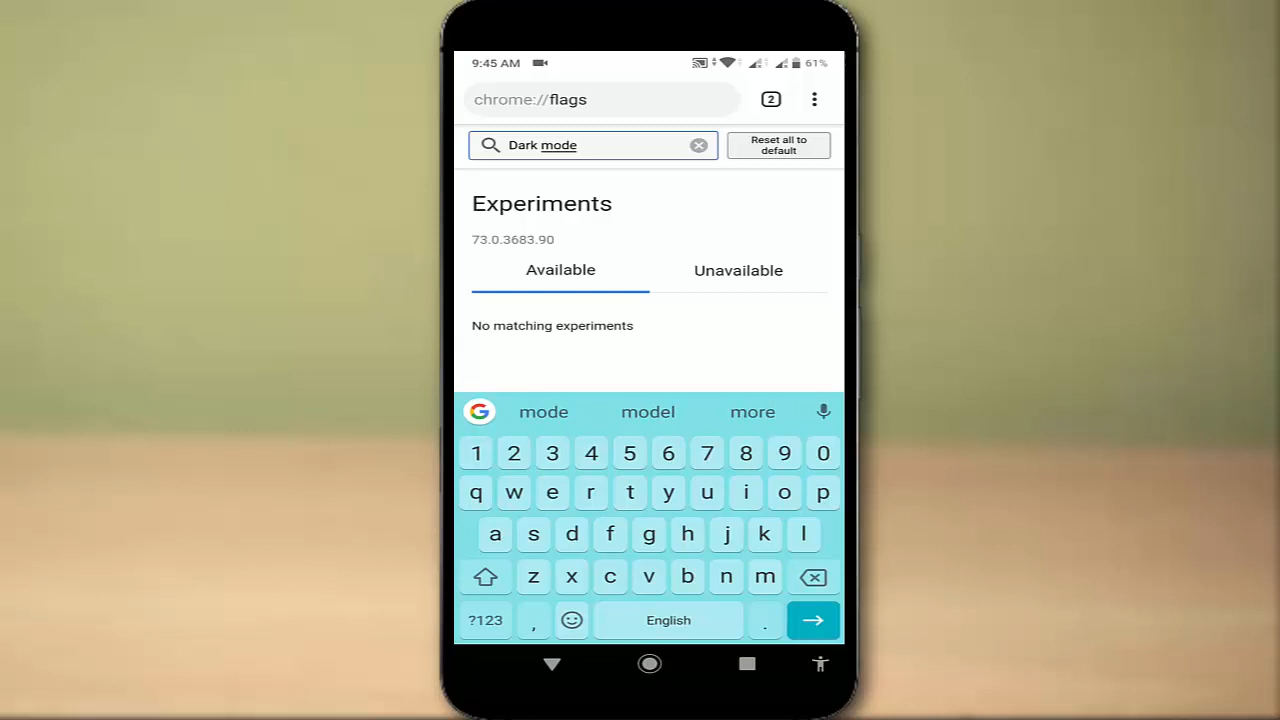 9:45 AM 61%
chrome://flags 2
Dark mode
Reset all to
default
Experiments
73.0.3683.90
Available Unavailable
No matching experiments
G mode model more
1 2 3 4 5 6 7 8 9 0
q w e r t y u i o p
a s d f g h j k l
z x c v b n m
?123 , English .